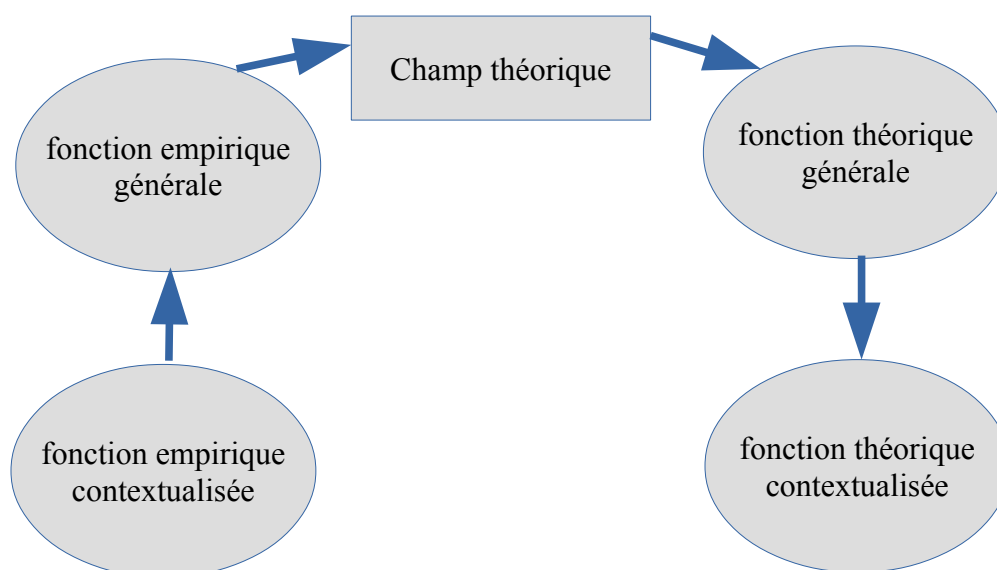 Champ théorique
fonction empirique
générale
fonction théorique
générale
fonction empirique
contextualisée
fonction théorique
contextualisée